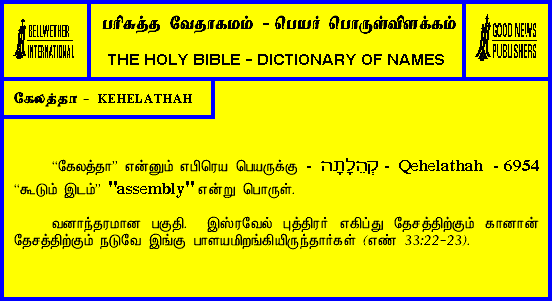 BELLWETHER
INTERNATIONAL
பரிசுத்த வேதாகமம் - பெயர் பொருள்விளக்கம்
THE HOLY BIBLE - DICTIONARY OF NAMES
GOOD NEWS
PUBLISHERS
கேலத்தா - KEHELATHAH
“கேலத்தா” என்னும் எபிரெய பெயருக்கு - קְהֵלָתָה - Qehelathah - 6954
“கூடும் இடம்” "assembly" என்று பொருள்.
வனாந்தரமான பகுதி. இஸ்ரவேல் புத்திரர் எகிப்து தேசத்திற்கும் கானான்
தேசத்திற்கும் நடுவே இங்கு பாளயமிறங்கியிருந்தார்கள் (எண் 33:22-23).